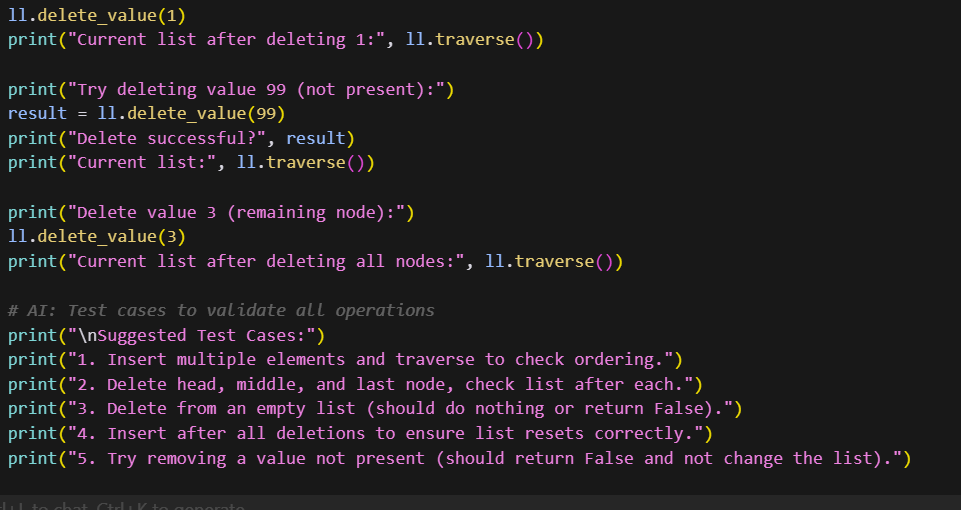 ll.delete_value(1)
print("Current list after deleting 1:", ll.traverse())
print("Try deleting value 99 (not present):")
result = ll.delete_value(99)
print("Delete successful?", result)
print("Current list:", ll.traverse())
print("Delete value 3 (remaining node):")
ll.delete_value(3)
print("Current list after deleting all nodes:", ll.traverse())
# AI: Test cases to validate all operations
print("\nSuggested Test Cases:")
print("1. Insert multiple elements and traverse to check ordering.")
print("2. Delete head, middle, and last node, check list after each.")
print("3. Delete from an empty list (should do nothing or return False).")
print("4. Insert after all deletions to ensure list resets correctly.")
print("5. Try removing a value not present (should return False and not change the list).")
to chat, Ctrl+K to generate